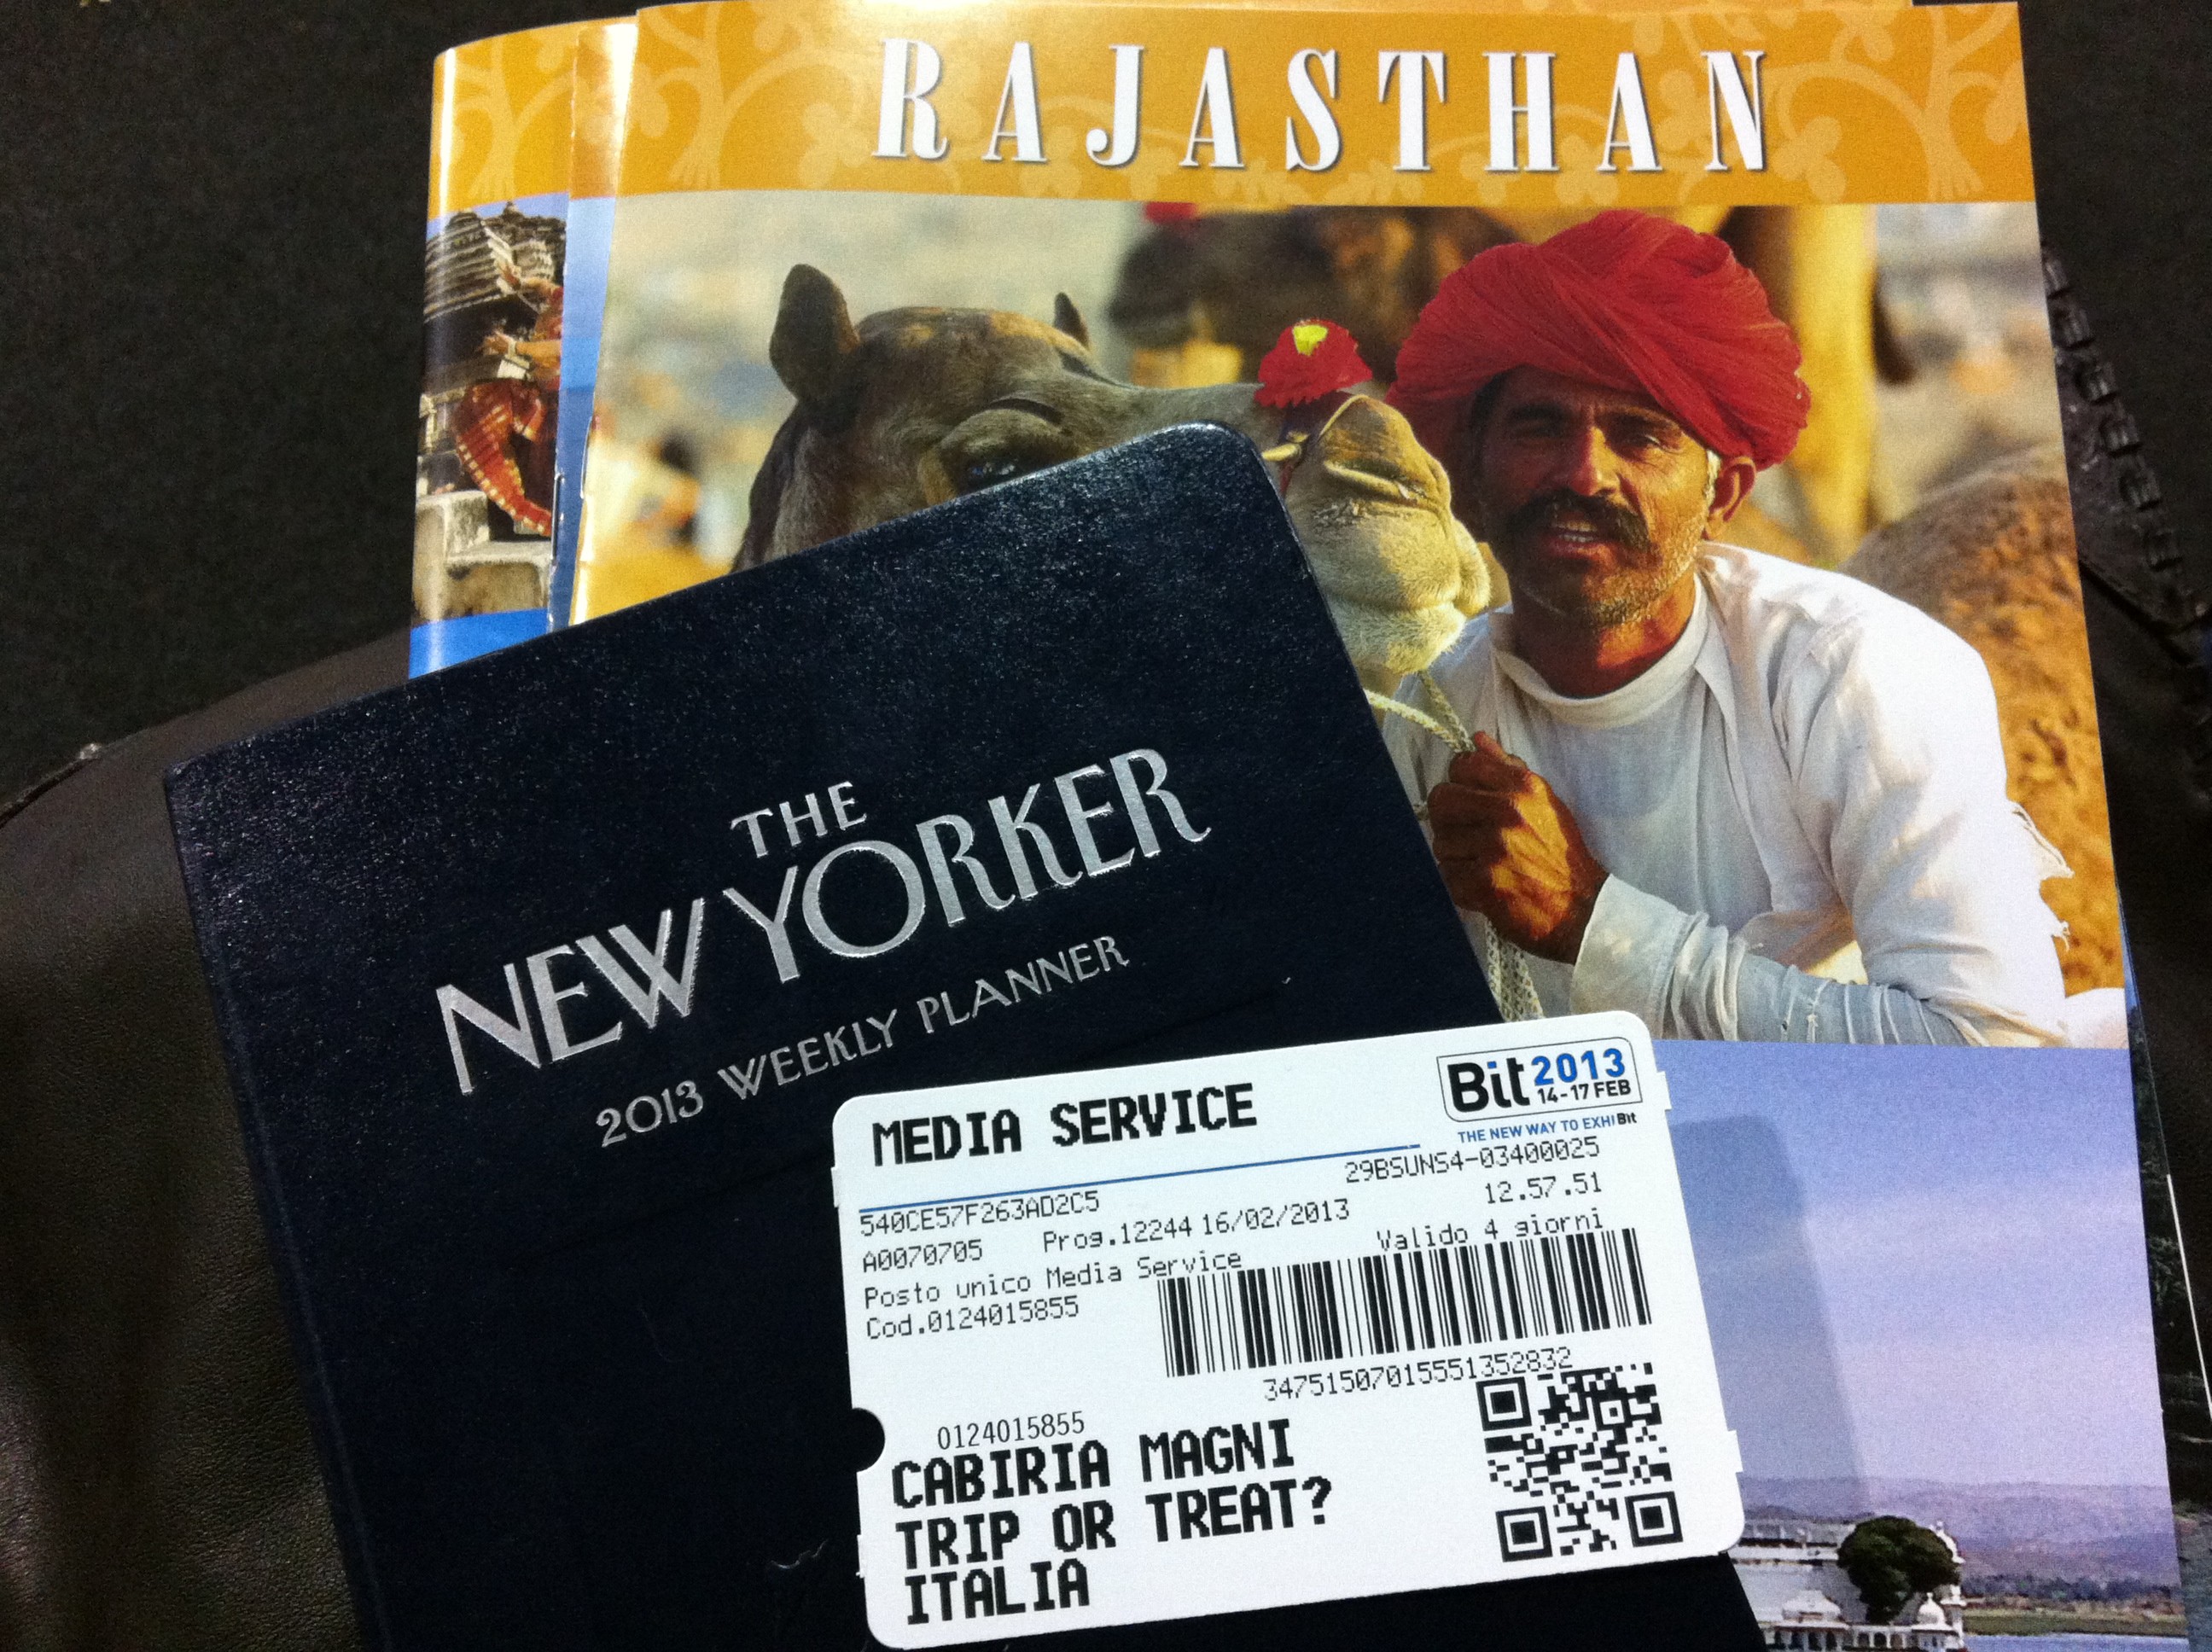 RAJASTHAN
THE
NEW YORKER
2013 WEEKLY PLANNER
MEDIA SERVICE
Bit 2013
14-17 FEB
THE NEW WAY TO EXHIBit
29BSUNS4-03400025
540CE57F263AD2C5
12.57.51
A0070705 Prog.12244 16/02/2013
Valido 4 giorni
Posto unico Media Service
Cod.0124015855
34751507015551352832
0124015855
CABIRIA MAGNI
TRIP OR TREAT?
ITALIA